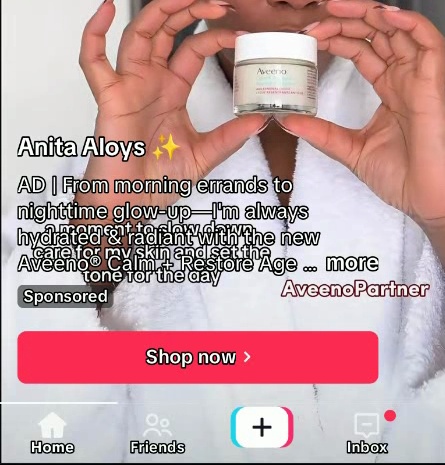 Aveeno
Anita Aloys ✨
AD | From morning errands to
nighttime glow-up—I'm always
hydrated & radiant with the new
Aveeno® Calm + Restore Age ... more
a moment to slow down,
care for my skin and set the
tone for the day
Sponsored
AveenoPartner
Shop now >
Home
Friends
+
Inbox